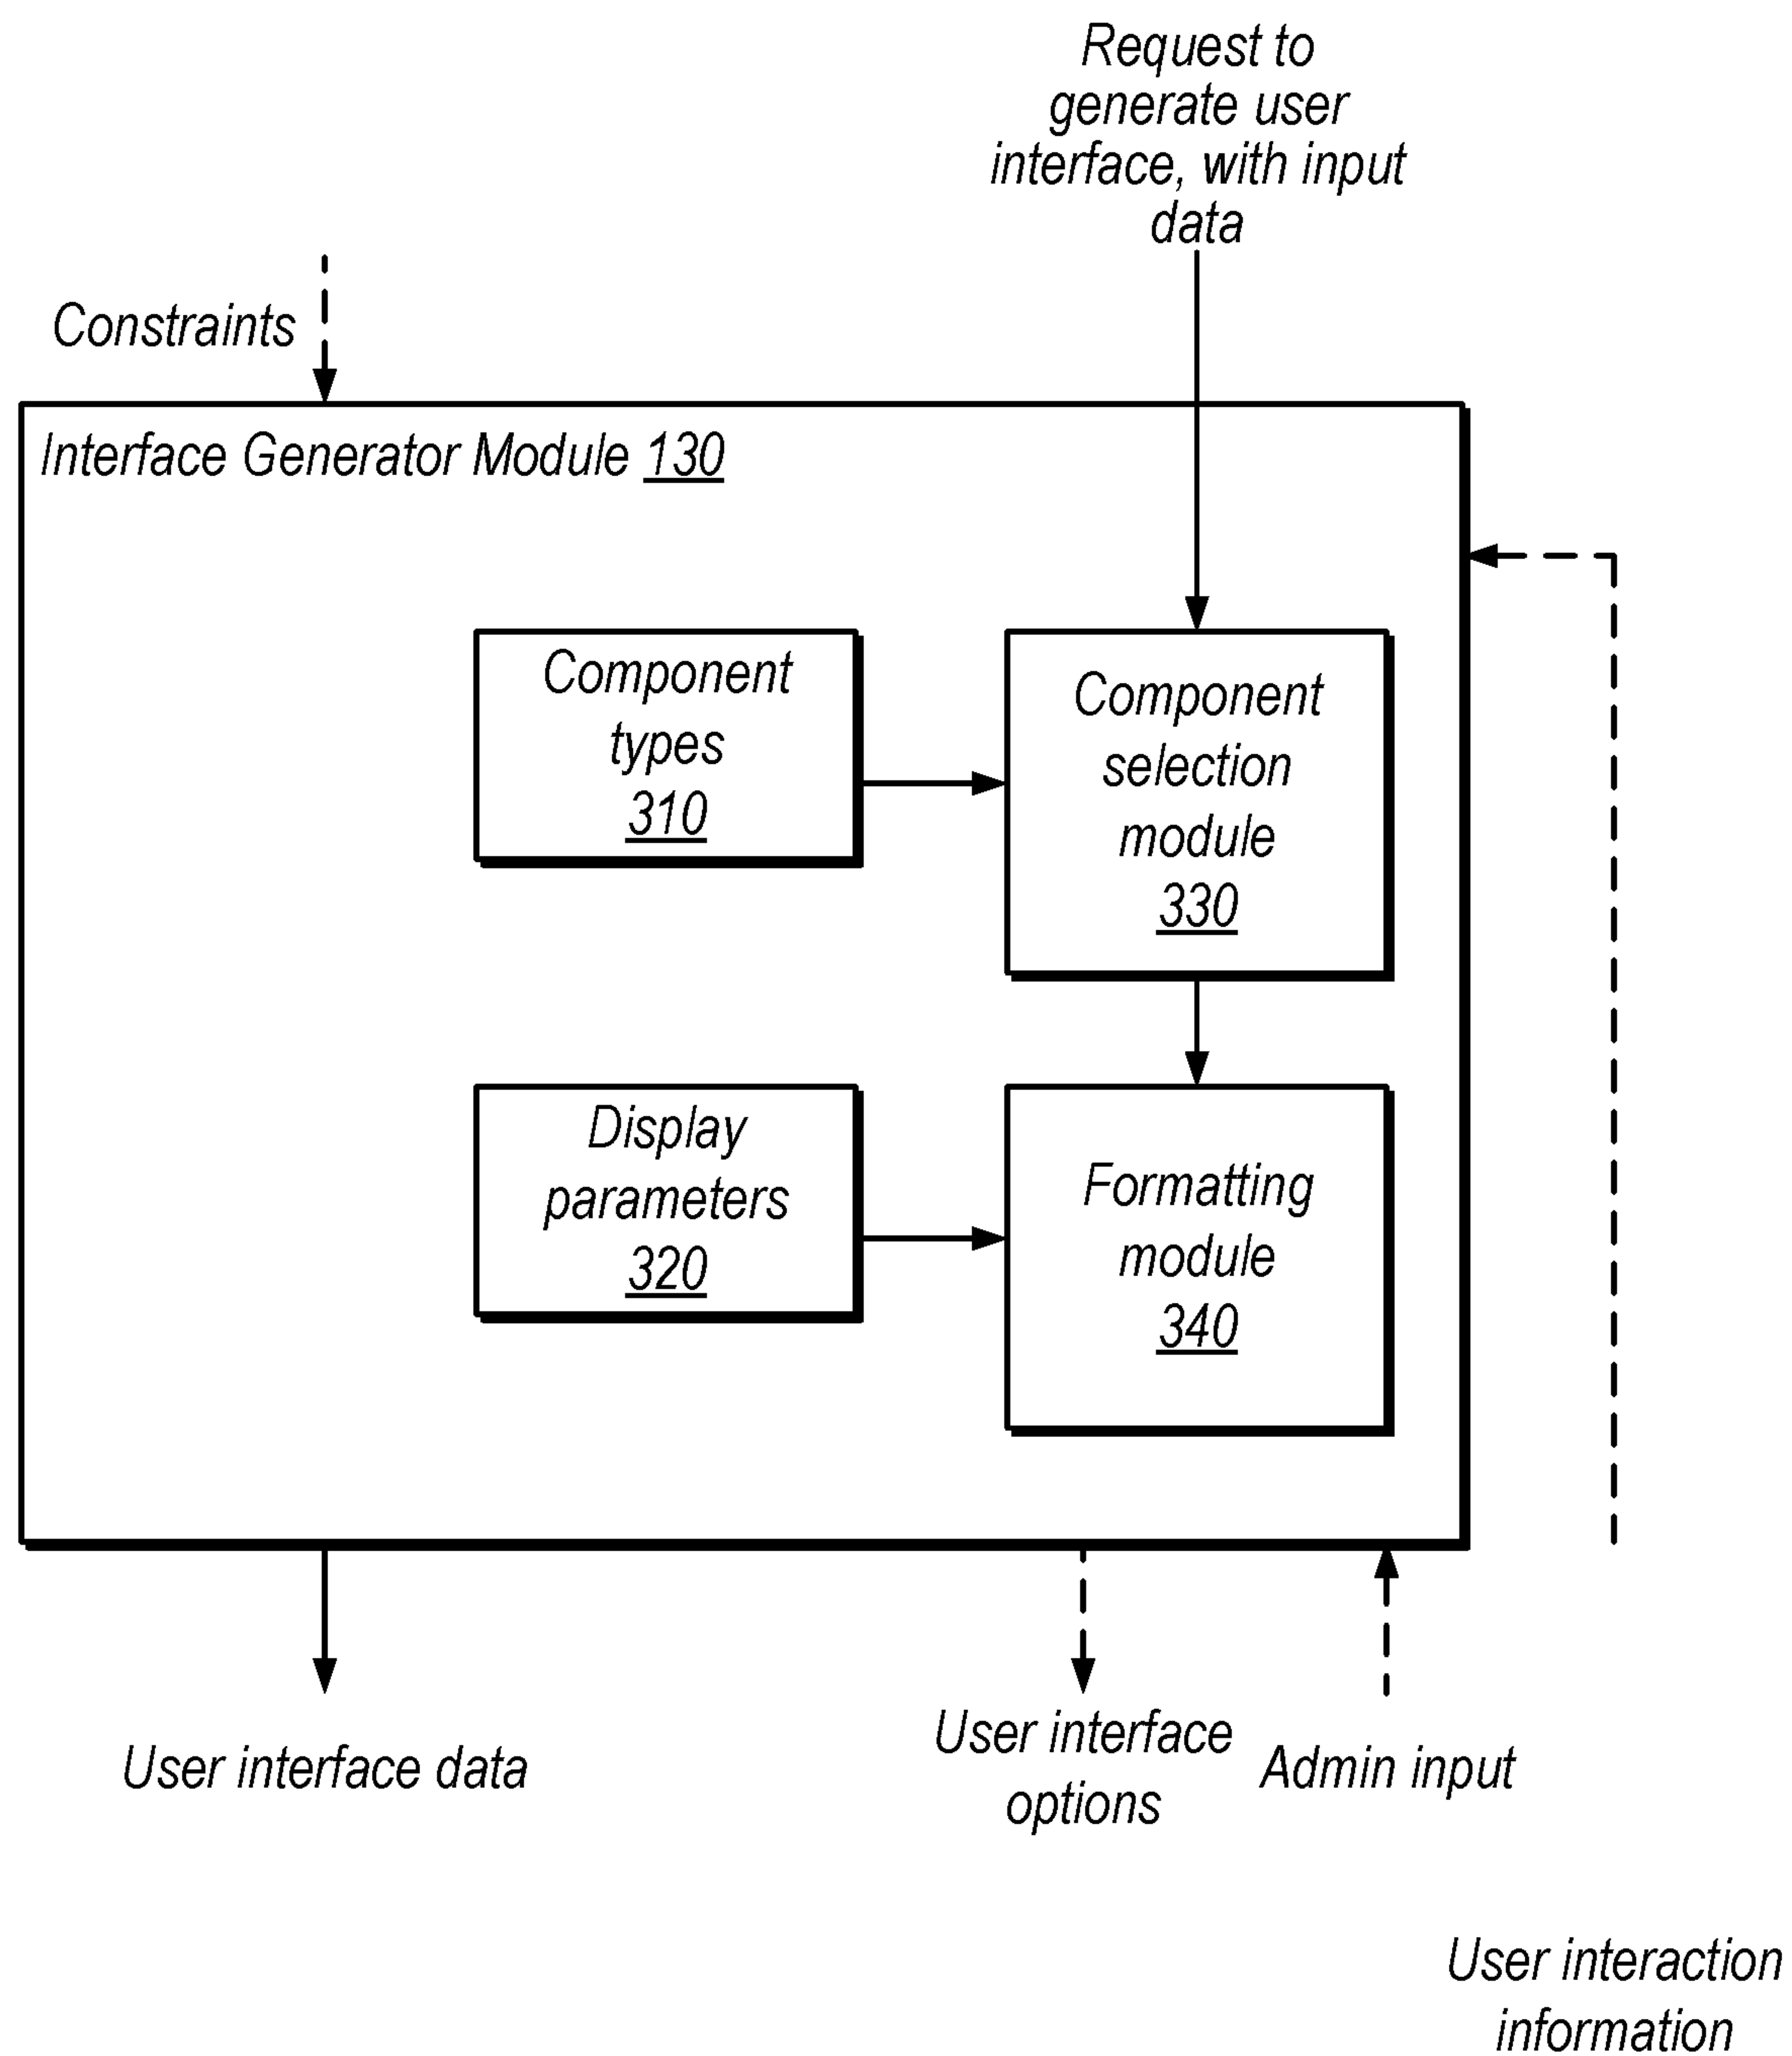 Request to
generate user
interface, with input
data
Constraints
Interface Generator Module 130
Component
types
310
Component
selection
module
330
Display
parameters
320
Formatting
module
340
User interface data
User interface
options
Admin input
User interaction
information